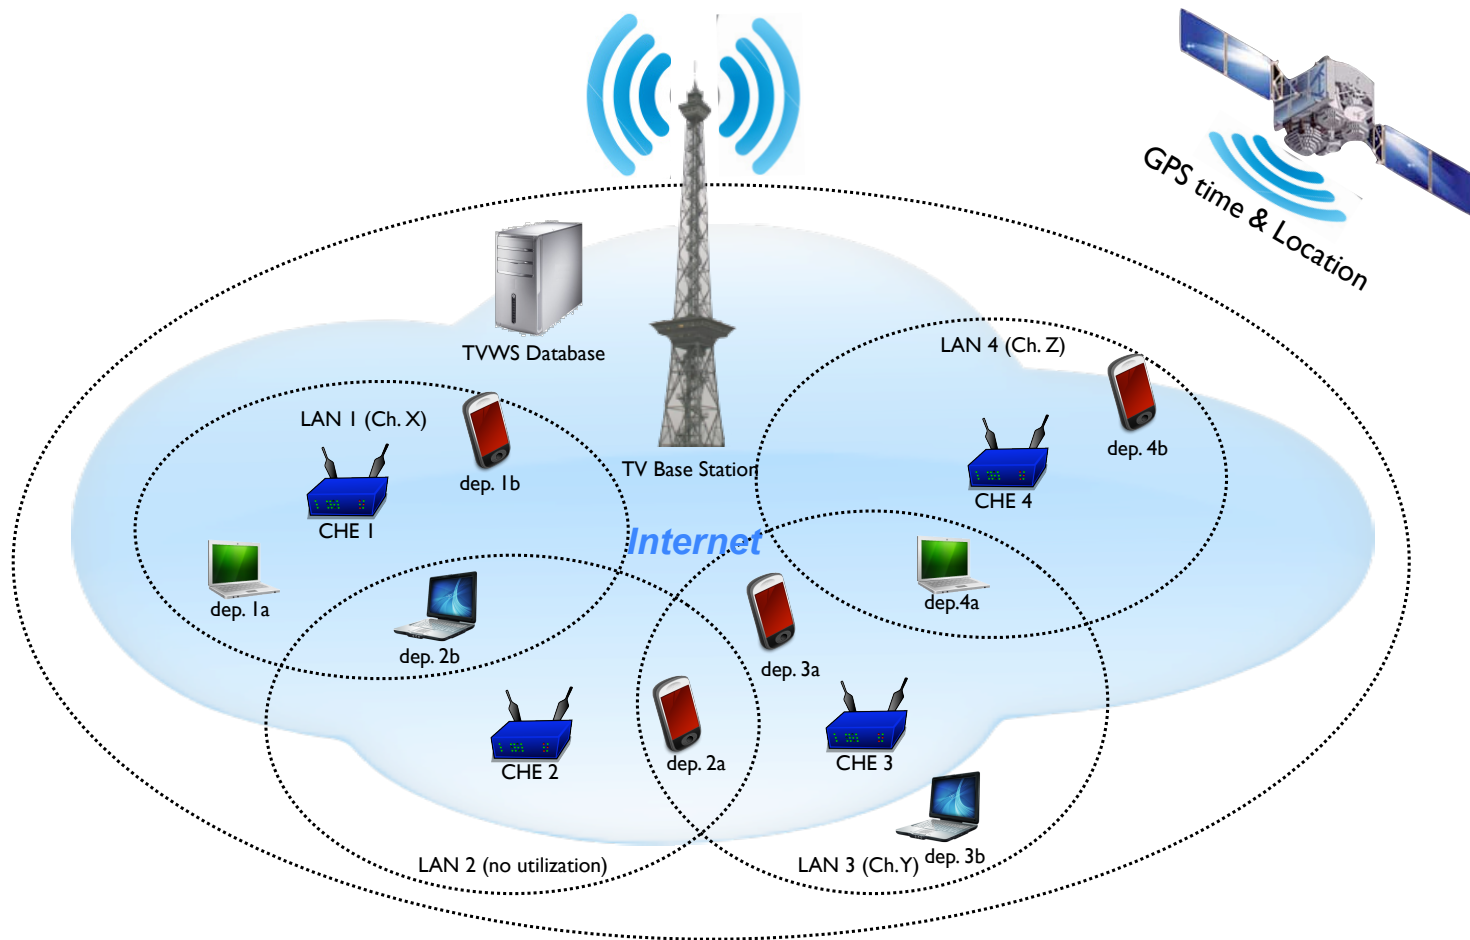 GPS time & Location
TVWS Database
LAN 4 (Ch. Z)
LAN 1 (Ch. X)
dep. 4b
TV Base Station
dep. 1b
CHE 4
CHE 1
Internet
dep. 1a
dep.4a
dep. 2b
dep. 3a
dep. 2a
CHE 3
CHE 2
dep. 3b
LAN 2 (no utilization)
LAN 3 (Ch.Y)